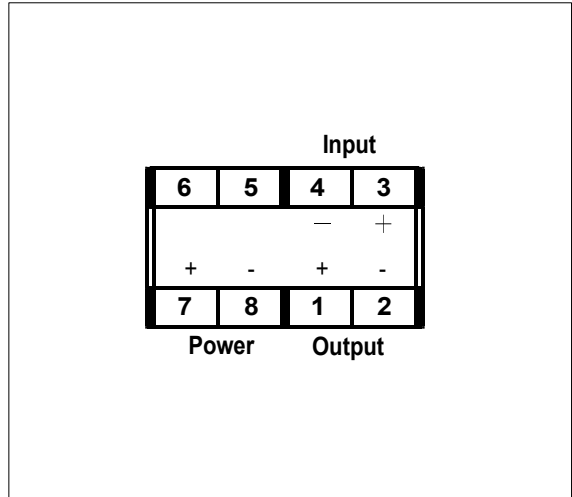 Input
6 5 4 3
— +
+ - + -
7 8 1 2
Power Output